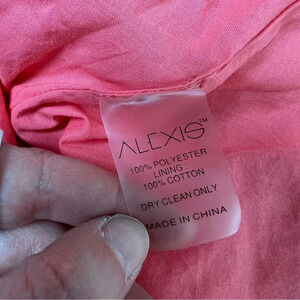 ALEXIS™
100% POLYESTER
LINING
100% COTTON
DRY CLEAN ONLY
MADE IN CHINA